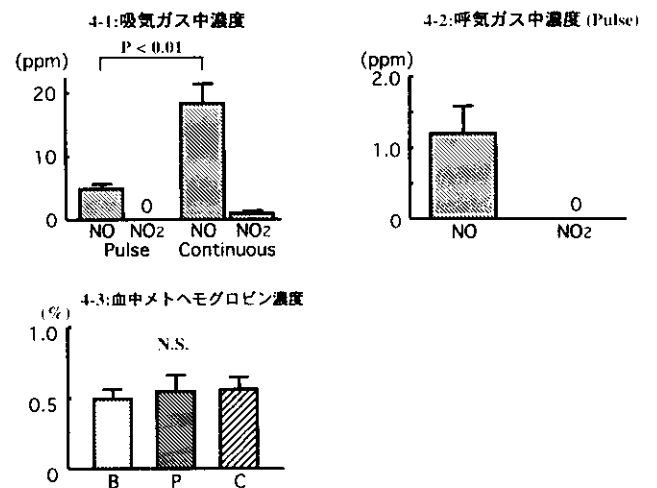 4-1:吸気ガス中濃度
P < 0.01
(ppm)
20
10
0
0
NO NO2 NO NO2
Pulse Continuous
4-2:呼気ガス中濃度 (Pulse)
(ppm)
2.0
1.0
0
0
NO NO2
4-3:血中メトヘモグロビン濃度
(%)
1.0
N.S.
0.5
0
B P C